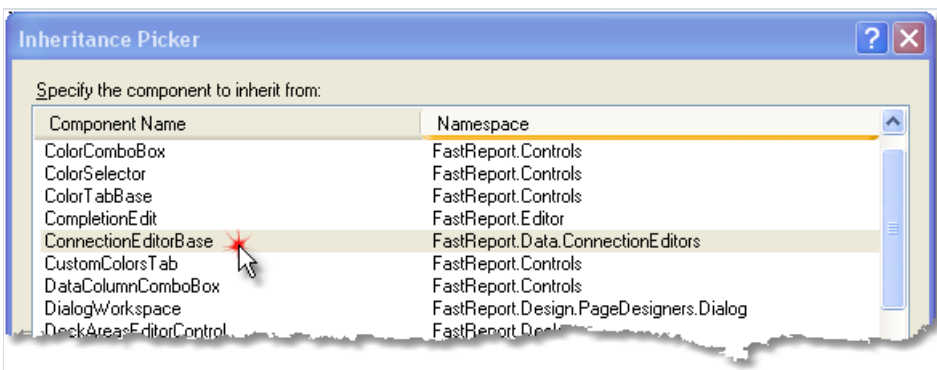 Inheritance Picker
Specify the component to inherit from:
Component Name Namespace
ColorComboBox FastReport.Controls
ColorSelector FastReport.Controls
ColorTabBase FastReport.Controls
CompletionEdit FastReport.Editor
ConnectionEditorBase FastReport.Data.ConnectionEditors
CustomColorsTab FastReport.Controls
DataColumnComboBox FastReport.Controls
DialogWorkspace FastReport.Design.PageDesigners.Dialog
DeckAreasEditorControl